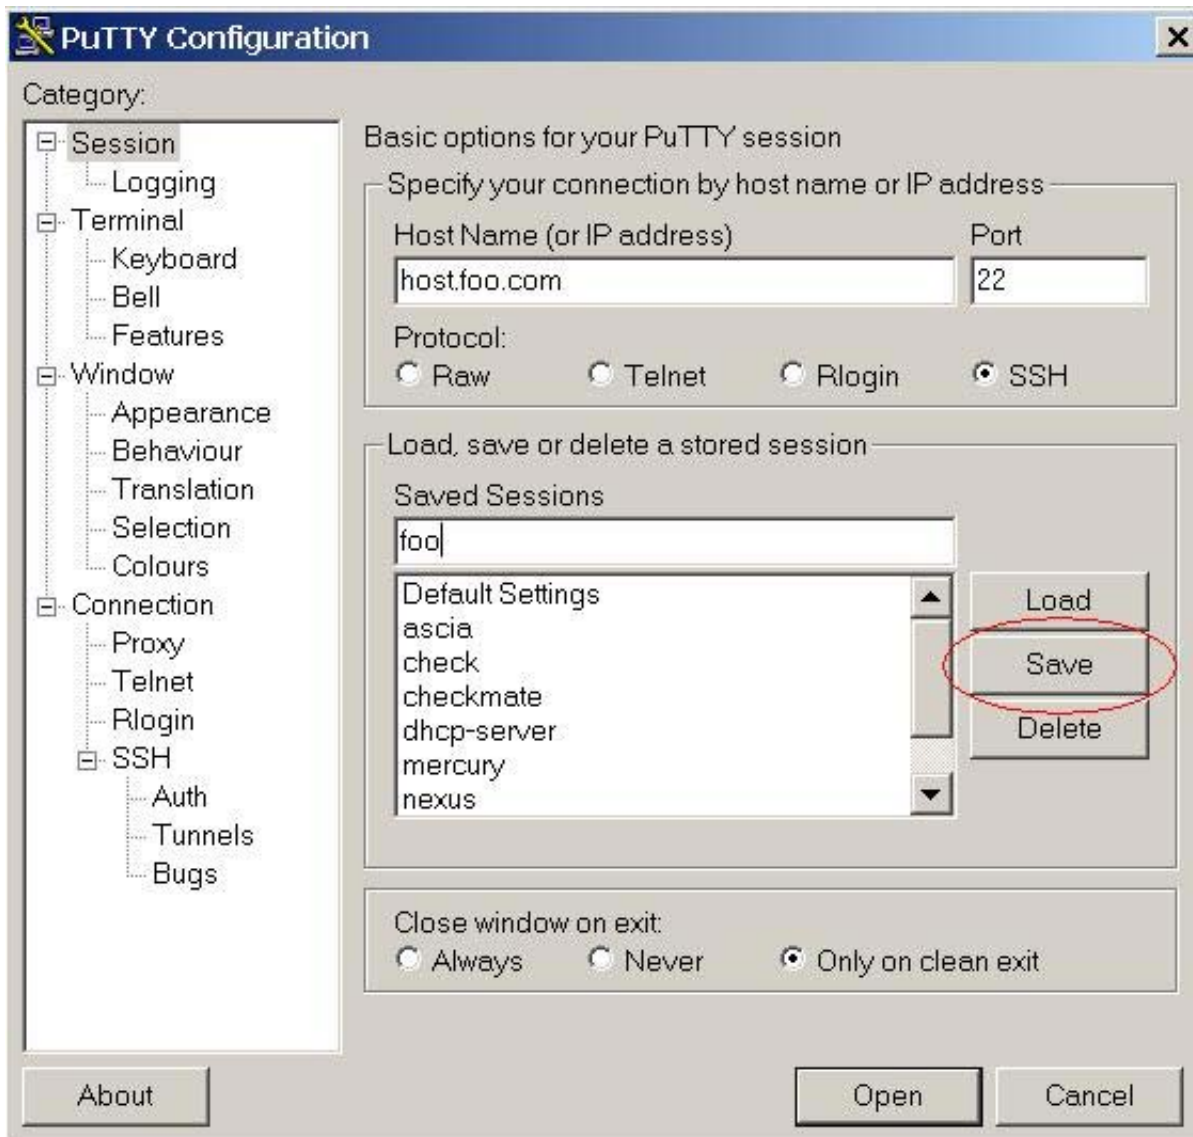 PuTTY Configuration
Category:
Session
Logging
Terminal
Keyboard
Bell
Features
Window
Appearance
Behaviour
Translation
Selection
Colours
Connection
Proxy
Telnet
Rlogin
SSH
Auth
Tunnels
Bugs
Basic options for your PuTTY session
Specify your connection by host name or IP address
Host Name (or IP address) Port
host.foo.com 22
Protocol:
Raw Telnet Rlogin SSH
Load, save or delete a stored session
Saved Sessions
foo
Default Settings
ascia
check
checkmate
dhcp-server
mercury
nexus
Load
Save
Delete
Close window on exit:
Always Never Only on clean exit
About Open Cancel